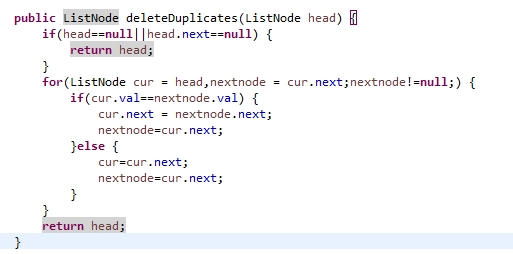 public ListNode deleteDuplicates(ListNode head) {
if(head==null||head.next==null) {
return head;
}
for(ListNode cur = head,nextnode = cur.next;nextnode!=null;) {
if(cur.val==nextnode.val) {
cur.next = nextnode.next;
nextnode=cur.next;
}else {
cur=cur.next;
nextnode=cur.next;
}
}
return head;
}